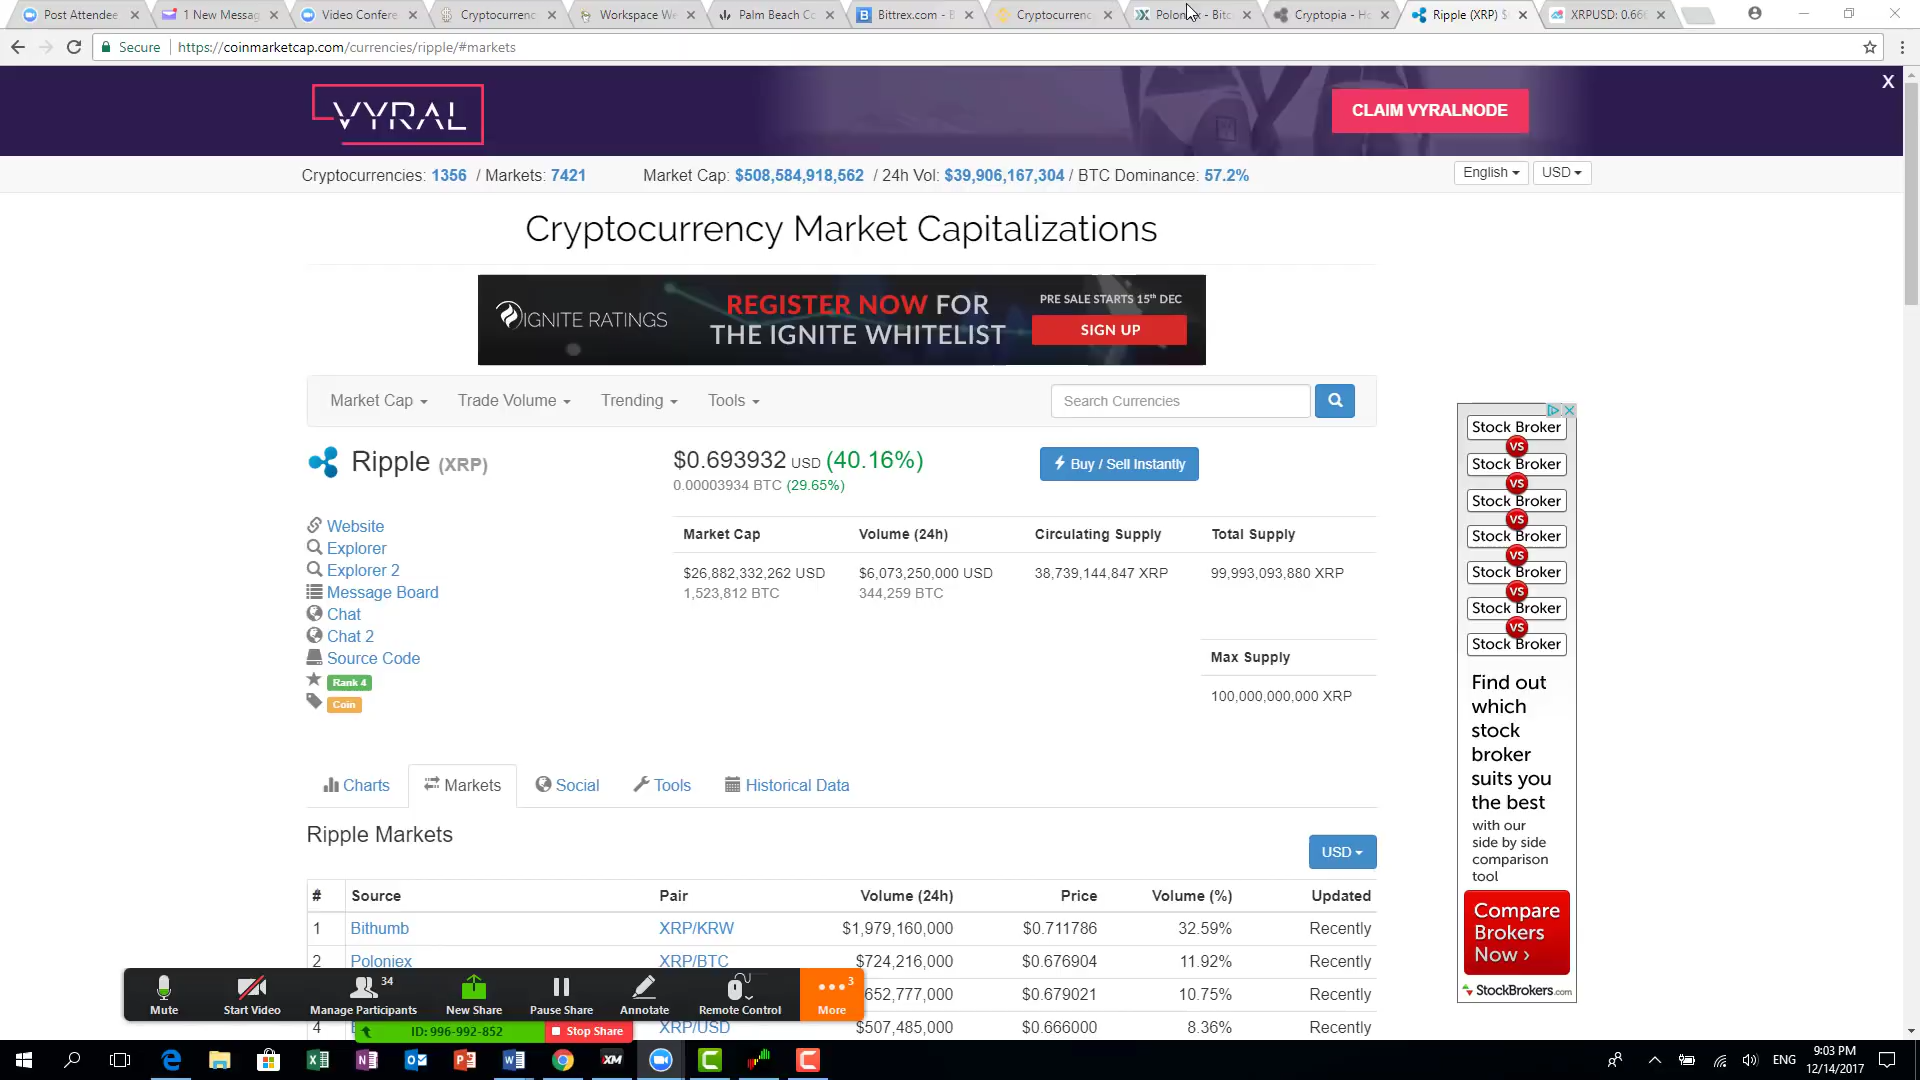 Post Attendee
1 New Messag
Video Confere
Cryptocurrenc
Workspace We
Palm Beach Co
Bittrex.com - B
Cryptocurrenc
Polon
x - Bitc
Cryptopia - Ho
Ripple (XRP) $
XRPUSD: 0.666
Secure
https://coinmarketcap.com/currencies/ripple/#markets
VYRAL
CLAIM VYRALNODE
X
Cryptocurrencies: 1356 / Markets: 7421
Market Cap: $508,584,918,562 / 24h Vol: $39,906,167,304 / BTC Dominance: 57.2%
English
USD
Cryptocurrency Market Capitalizations
IGNITE RATINGS
REGISTER NOW FOR
THE IGNITE WHITELIST
PRE SALE STARTS 15th DEC
SIGN UP
Market Cap
Trade Volume
Trending
Tools
Search Currencies
Ripple (XRP)
$0.693932 USD (40.16%)
0.00003934 BTC (29.65%)
Buy / Sell Instantly
Website
Explorer
Explorer 2
Message Board
Chat
Chat 2
Source Code
Rank 4
Coin
Market Cap
Volume (24h)
Circulating Supply
Total Supply
$26,882,332,262 USD
$6,073,250,000 USD
38,739,144,847 XRP
99,993,093,880 XRP
1,523,812 BTC
344,259 BTC
Max Supply
100,000,000,000 XRP
Stock Broker
VS
Stock Broker
VS
Stock Broker
VS
Stock Broker
VS
Stock Broker
VS
Stock Broker
VS
Stock Broker
Find out
which
stock
broker
suits you
the best
with our
side by side
comparison
tool
Compare
Brokers
Now ›
StockBrokers.com
Charts
Markets
Social
Tools
Historical Data
Ripple Markets
USD
# Source Pair Volume (24h) Price Volume (%) Updated
1 Bithumb XRP/KRW $1,979,160,000 $0.711786 32.59% Recently
2 Poloniex XRP/BTC $724,216,000 $0.676904 11.92% Recently
652,777,000 $0.679021 10.75% Recently
4 XRP/USD $507,485,000 $0.666000 8.36% Recently
Mute
Start Video
34
Manage Participants
New Share
Pause Share
Annotate
Remote Control
3
More
ID: 996-992-852
Stop Share
XM
ENG
9:03 PM
12/14/2017